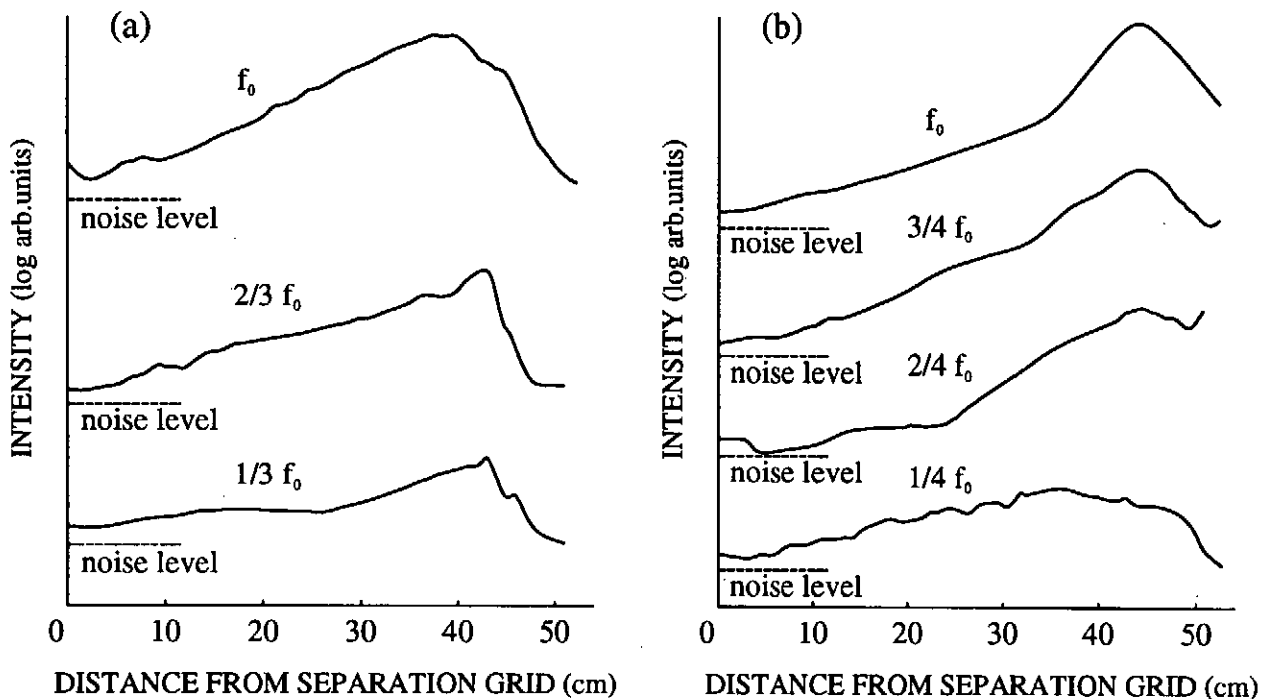 (a)
f₀
noise level
2/3 f₀
noise level
1/3 f₀
noise level
INTENSITY (log arb.units)
0 10 20 30 40 50
DISTANCE FROM SEPARATION GRID (cm)
(b)
f₀
noise level
3/4 f₀
noise level
2/4 f₀
noise level
1/4 f₀
noise level
INTENSITY (log arb.units)
0 10 20 30 40 50
DISTANCE FROM SEPARATION GRID (cm)